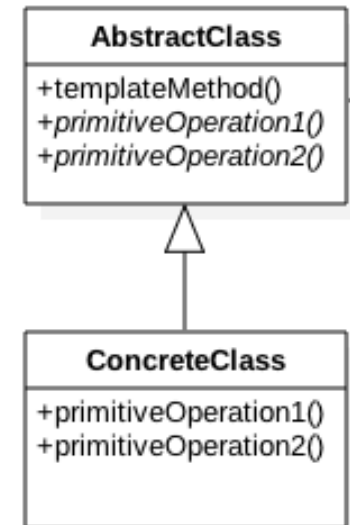 AbstractClass
+templateMethod()
+primitiveOperation1()
+primitiveOperation2()
ConcreteClass
+primitiveOperation1()
+primitiveOperation2()